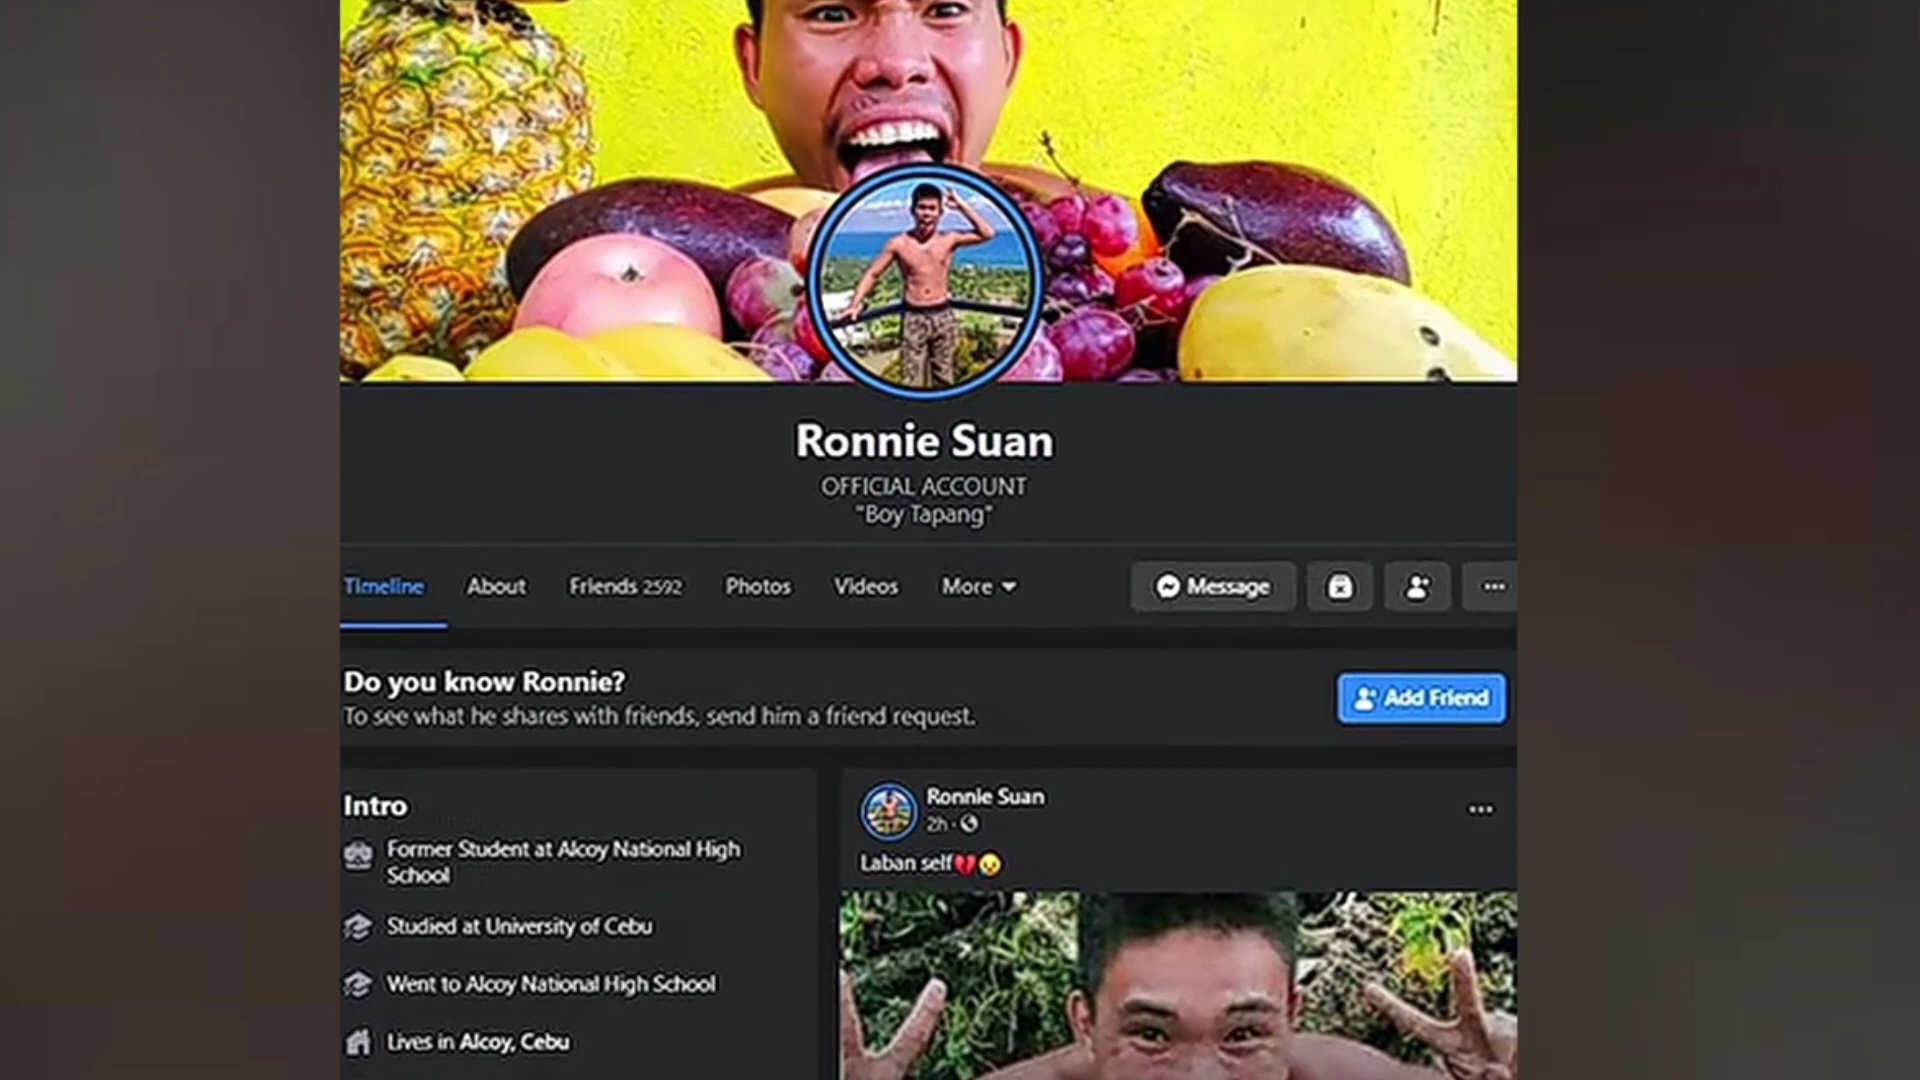 Ronnie Suan
OFFICIAL ACCOUNT
"Boy Tapang"
Timeline About Friends 2592 Photos Videos More Message
Do you know Ronnie?
To see what he shares with friends, send him a friend request.
Add Friend
Intro
Former Student at Alcoy National High
School
Studied at University of Cebu
Went to Alcoy National High School
Lives in Alcoy, Cebu
Ronnie Suan
2h ·
Laban self💔😥